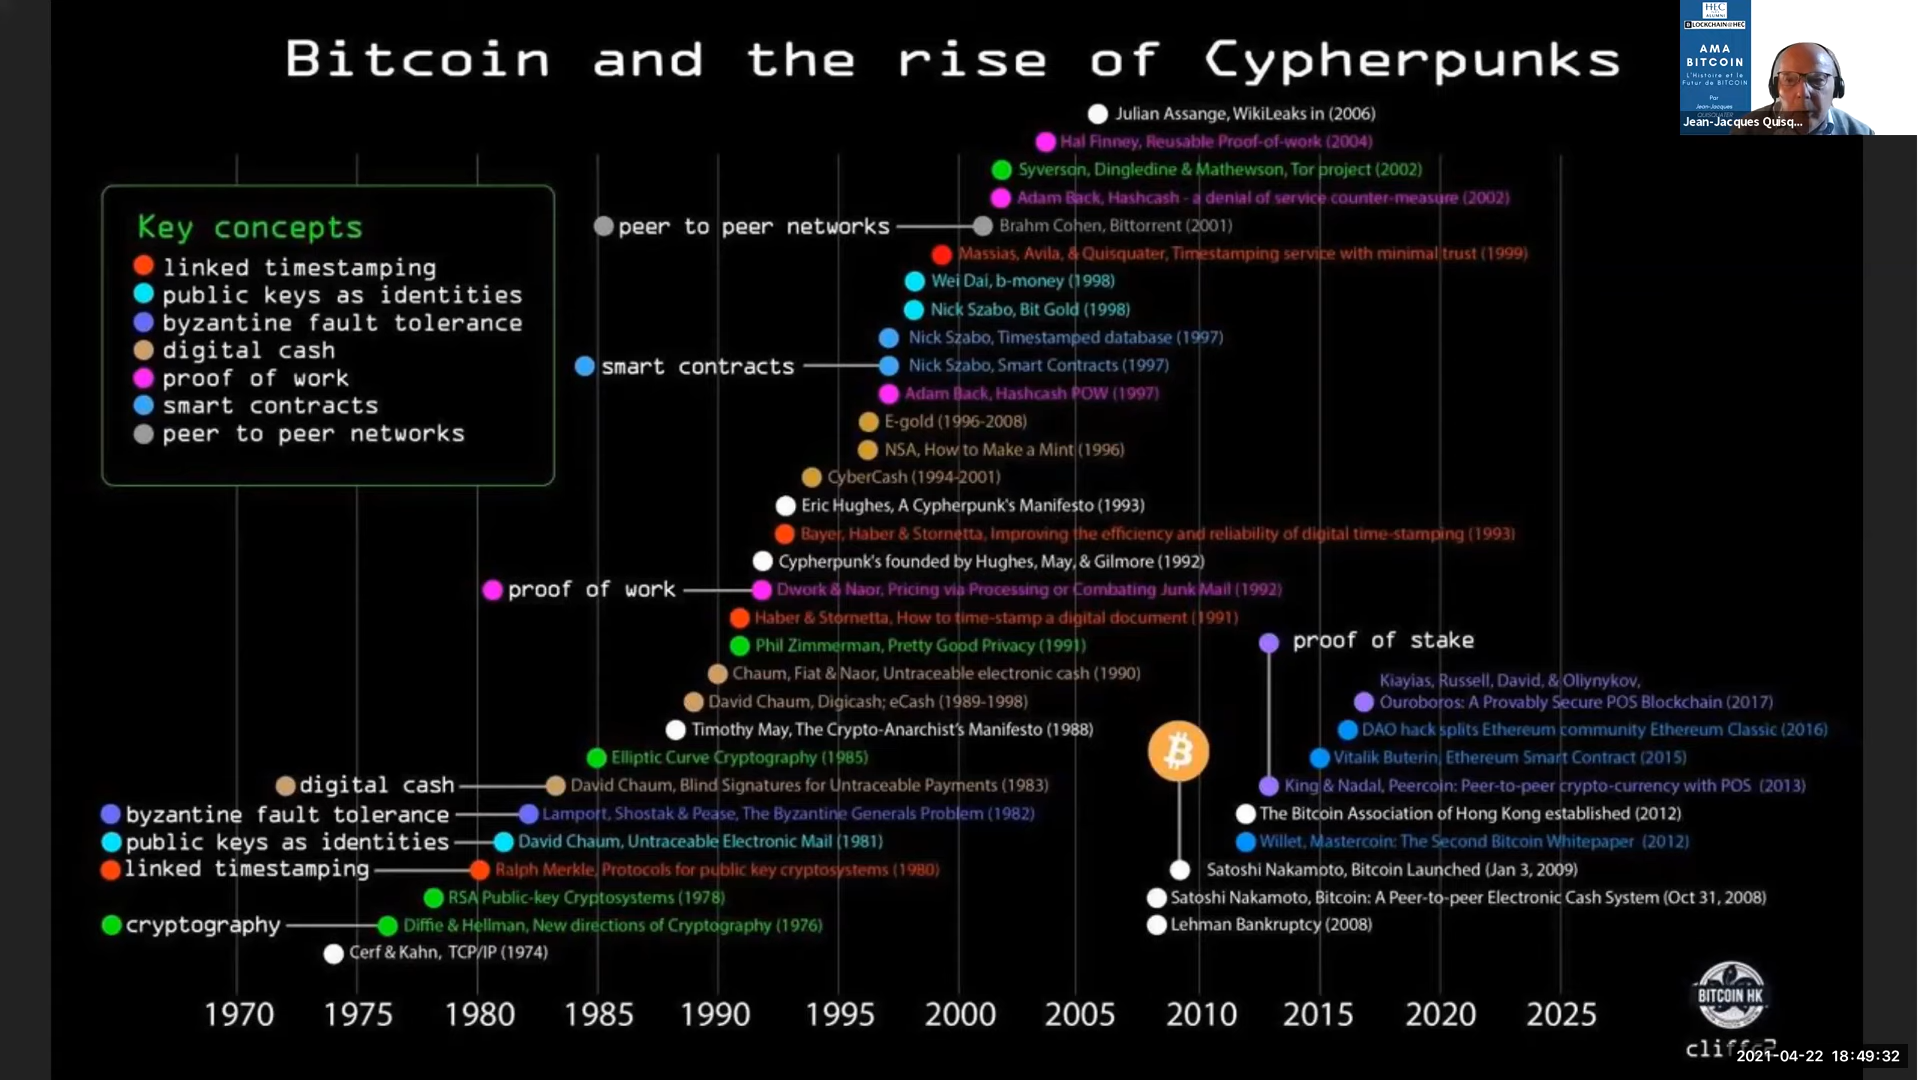 Bitcoin and the rise of Cypherpunks
HEC
ALUMNI
BLOCKCHAIN@HEC
AMA
BITCOIN
L'Histoire et le
Futur de BITCOIN
Par
Jean-Jacques
QUISQUATER
Jean-Jacques Quisq...
Julian Assange, WikiLeaks in (2006)
Hal Finney, Reusable Proof-of-work (2004)
Syverson, Dingledine & Mathewson, Tor project (2002)
Adam Back, Hashcash - a denial of service counter-measure (2002)
peer to peer networks
Brahm Cohen, Bittorrent (2001)
Massias, Avila, & Quisquater, Timestamping service with minimal trust (1999)
Wei Dai, b-money (1998)
Nick Szabo, Bit Gold (1998)
Nick Szabo, Timestamped database (1997)
smart contracts
Nick Szabo, Smart Contracts (1997)
Adam Back, Hashcash POW (1997)
E-gold (1996-2008)
NSA, How to Make a Mint (1996)
CyberCash (1994-2001)
Eric Hughes, A Cypherpunk's Manifesto (1993)
Bayer, Haber & Stornetta, Improving the efficiency and reliability of digital time-stamping (1993)
Cypherpunk's founded by Hughes, May, & Gilmore (1992)
proof of work
Dwork & Naor, Pricing via Processing or Combating Junk Mail (1992)
Haber & Stornetta, How to time-stamp a digital document (1991)
Phil Zimmerman, Pretty Good Privacy (1991)
Chaum, Fiat & Naor, Untraceable electronic cash (1990)
David Chaum, Digicash; eCash (1989-1998)
Timothy May, The Crypto-Anarchist's Manifesto (1988)
Elliptic Curve Cryptography (1985)
digital cash
David Chaum, Blind Signatures for Untraceable Payments (1983)
byzantine fault tolerance
Lamport, Shostak & Pease, The Byzantine Generals Problem (1982)
public keys as identities
David Chaum, Untraceable Electronic Mail (1981)
linked timestamping
Ralph Merkle, Protocols for public key cryptosystems (1980)
RSA Public-key Cryptosystems (1978)
cryptography
Diffie & Hellman, New directions of Cryptography (1976)
Cerf & Kahn, TCP/IP (1974)
Key concepts
linked timestamping
public keys as identities
byzantine fault tolerance
digital cash
proof of work
smart contracts
peer to peer networks
proof of stake
Kiayias, Russell, David, & Oliynykov,
Ouroboros: A Provably Secure POS Blockchain (2017)
DAO hack splits Ethereum community Ethereum Classic (2016)
Vitalik Buterin, Ethereum Smart Contract (2015)
King & Nadal, Peercoin: Peer-to-peer crypto-currency with POS (2013)
The Bitcoin Association of Hong Kong established (2012)
Willet, Mastercoin: The Second Bitcoin Whitepaper (2012)
Satoshi Nakamoto, Bitcoin Launched (Jan 3, 2009)
Satoshi Nakamoto, Bitcoin: A Peer-to-peer Electronic Cash System (Oct 31, 2008)
Lehman Bankruptcy (2008)
1970 1975 1980 1985 1990 1995 2000 2005 2010 2015 2020 2025
BITCOIN HK
2021-04-22 18:49:32